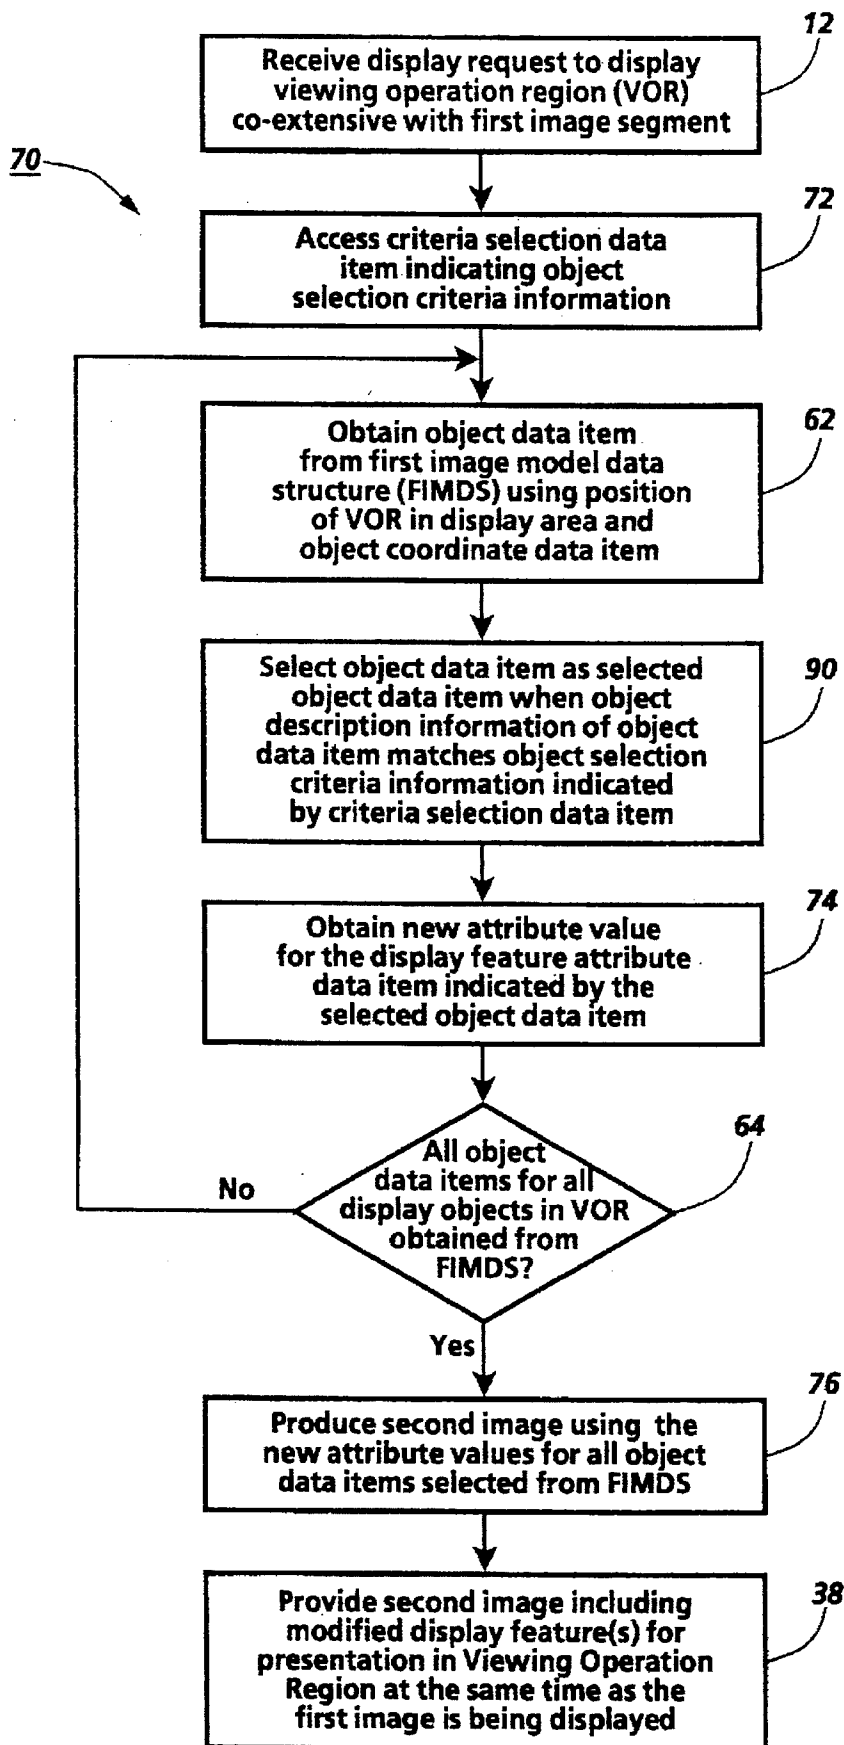 12
Receive display request to display
viewing operation region (VOR)
co-extensive with first image segment
70
72
Access criteria selection data
item indicating object
selection criteria information
62
Obtain object data item
from first image model data
structure (FIMDS) using position
of VOR in display area and
object coordinate data item
90
Select object data item as selected
object data item when object
description information of object
data item matches object selection
criteria information indicated
by criteria selection data item
74
Obtain new attribute value
for the display feature attribute
data item indicated by the
selected object data item
64
All object
data items for all
display objects in VOR
obtained from
FIMDS?
No
Yes
76
Produce second image using the
new attribute values for all object
data items selected from FIMDS
38
Provide second image including
modified display feature(s) for
presentation in Viewing Operation
Region at the same time as the
first image is being displayed